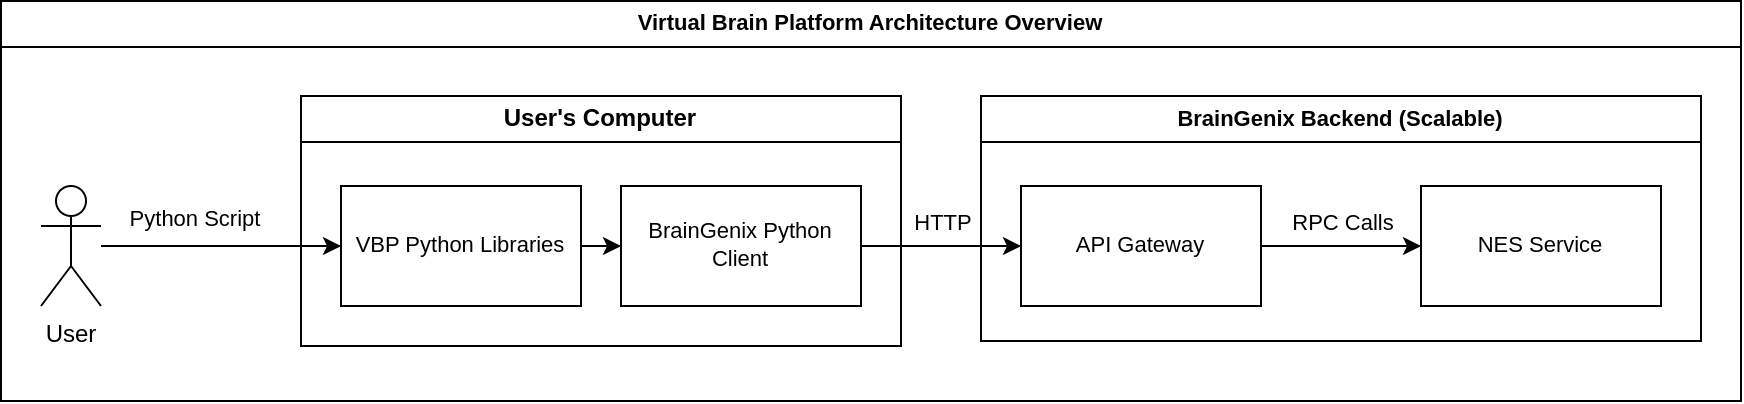 Virtual Brain Platform Architecture Overview
User's Computer
BrainGenix Backend (Scalable)
Python Script
VBP Python Libraries
BrainGenix Python
Client
HTTP
API Gateway
RPC Calls
NES Service
User